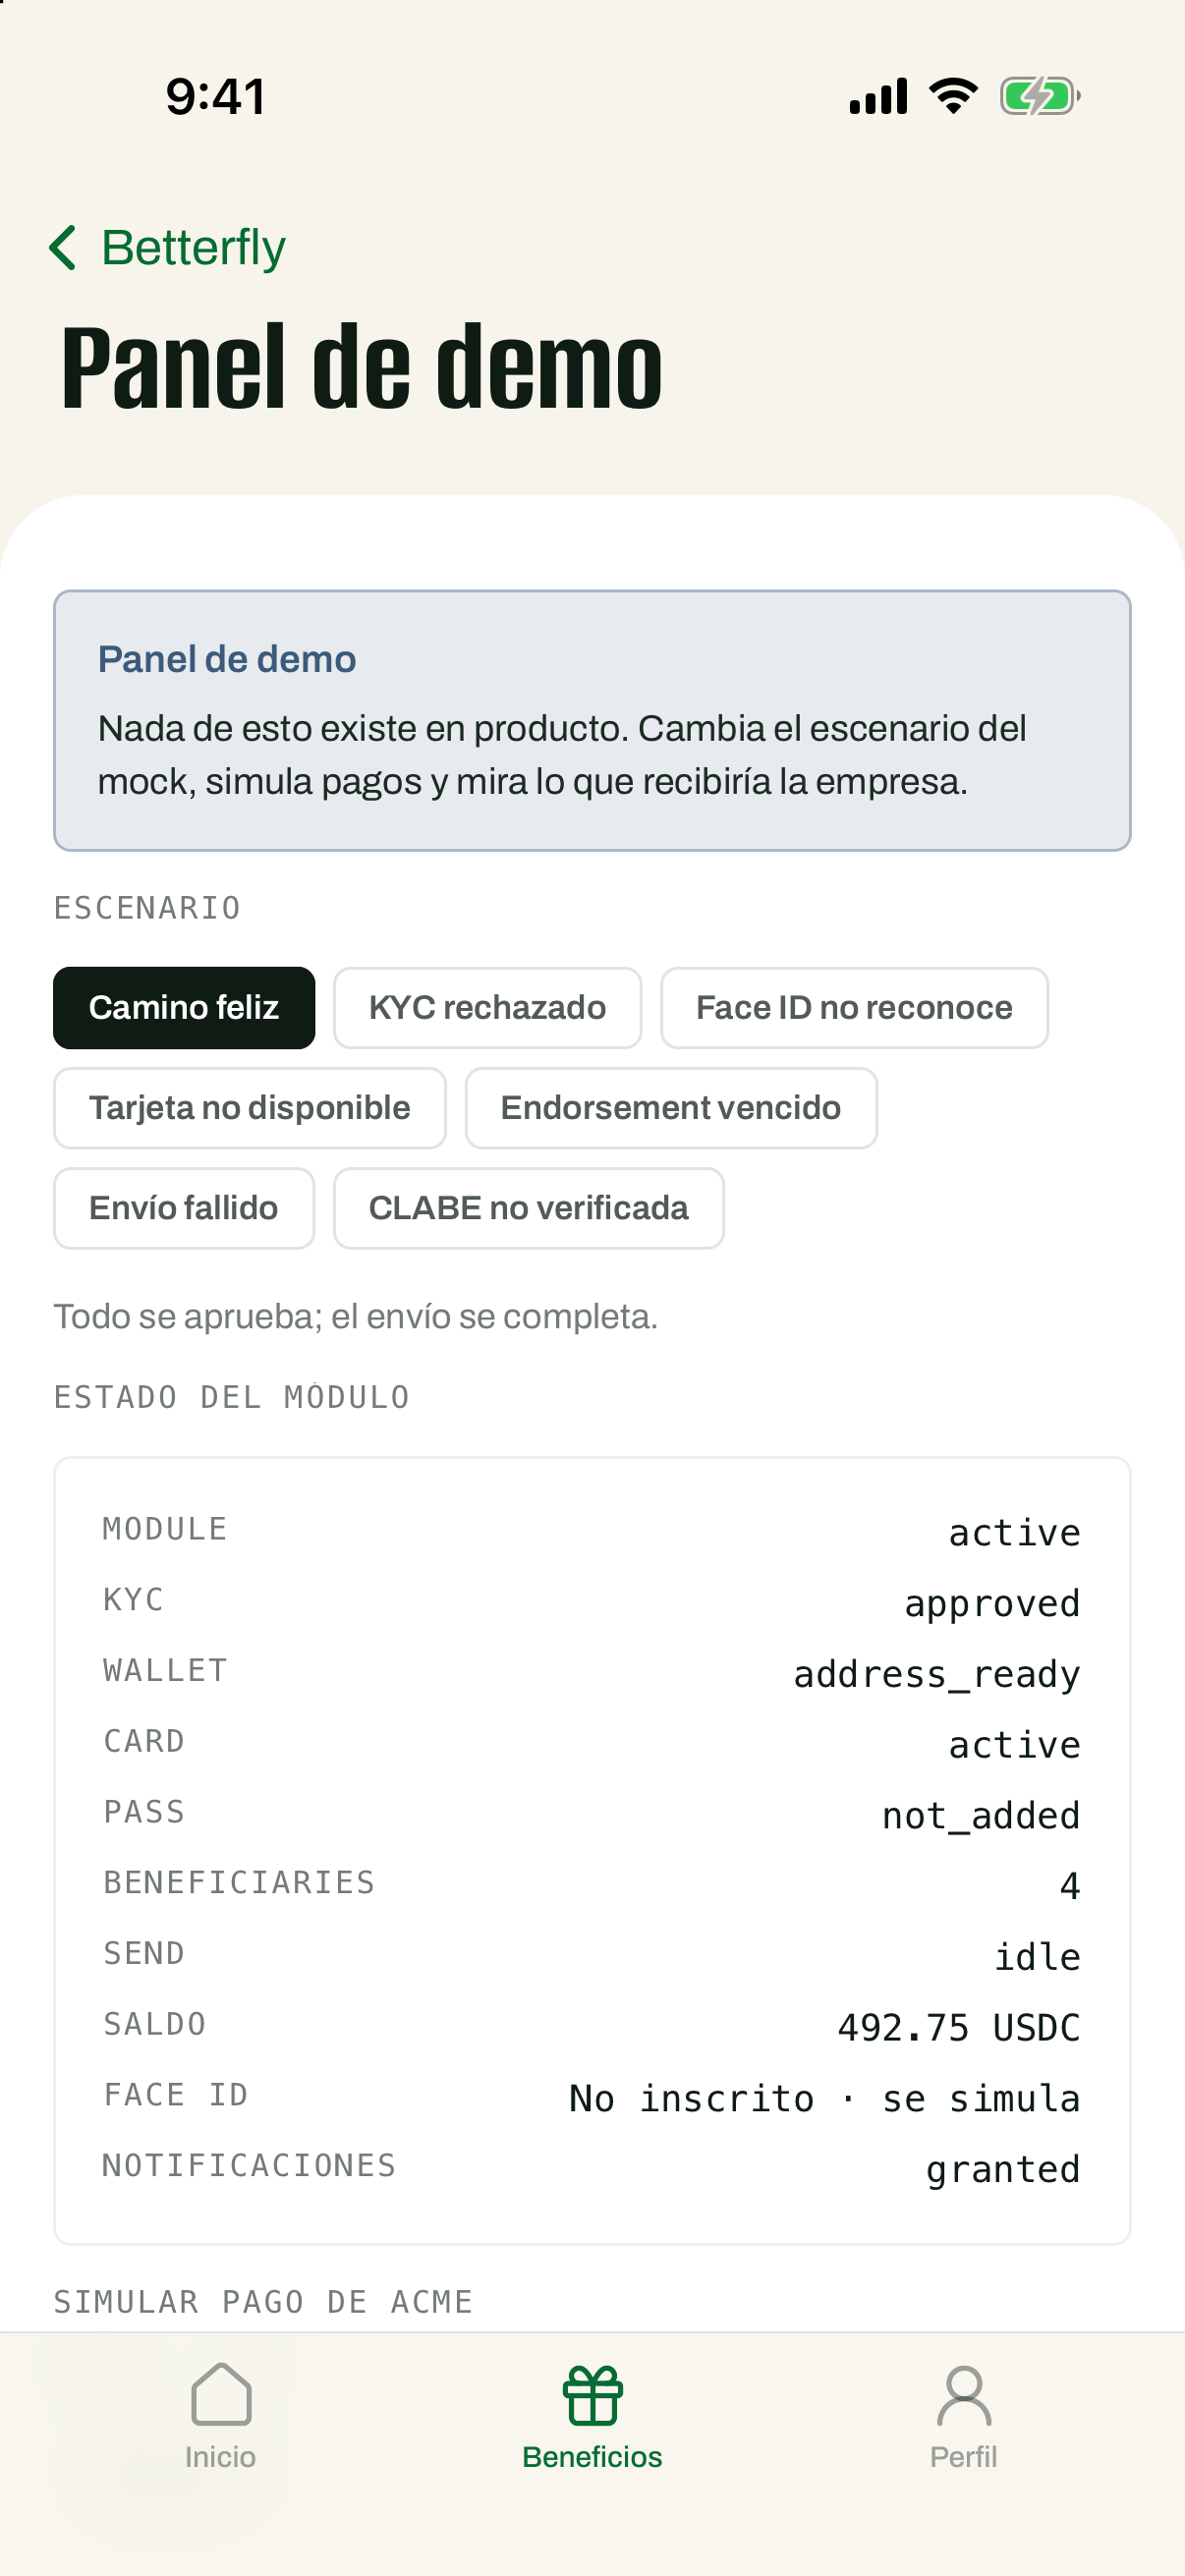 9:41
Betterfly
Panel de demo
Panel de demo
Nada de esto existe en producto. Cambia el escenario del
mock, simula pagos y mira lo que recibiría la empresa.
ESCENARIO
Camino feliz
KYC rechazado
Face ID no reconoce
Tarjeta no disponible
Endorsement vencido
Envío fallido
CLABE no verificada
Todo se aprueba; el envío se completa.
ESTADO DEL MÓDULO
MODULE active
KYC approved
WALLET address_ready
CARD active
PASS not_added
BENEFICIARIES 4
SEND idle
SALDO 492.75 USDC
FACE ID No inscrito · se simula
NOTIFICACIONES granted
SIMULAR PAGO DE ACME
Inicio
Beneficios
Perfil